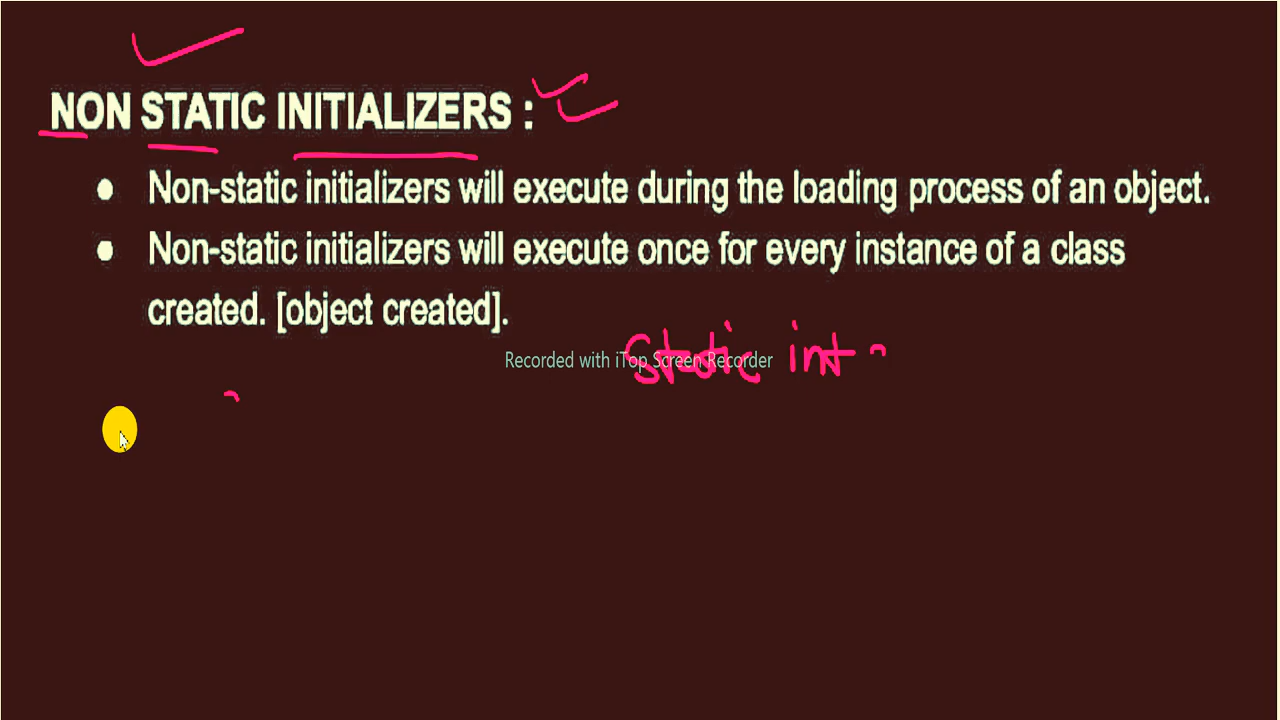 NON STATIC INITIALIZERS :
● Non-static initializers will execute during the loading process of an object.
● Non-static initializers will execute once for every instance of a class
created. [object created].
Static int
Recorded with iTop Screen Recorder